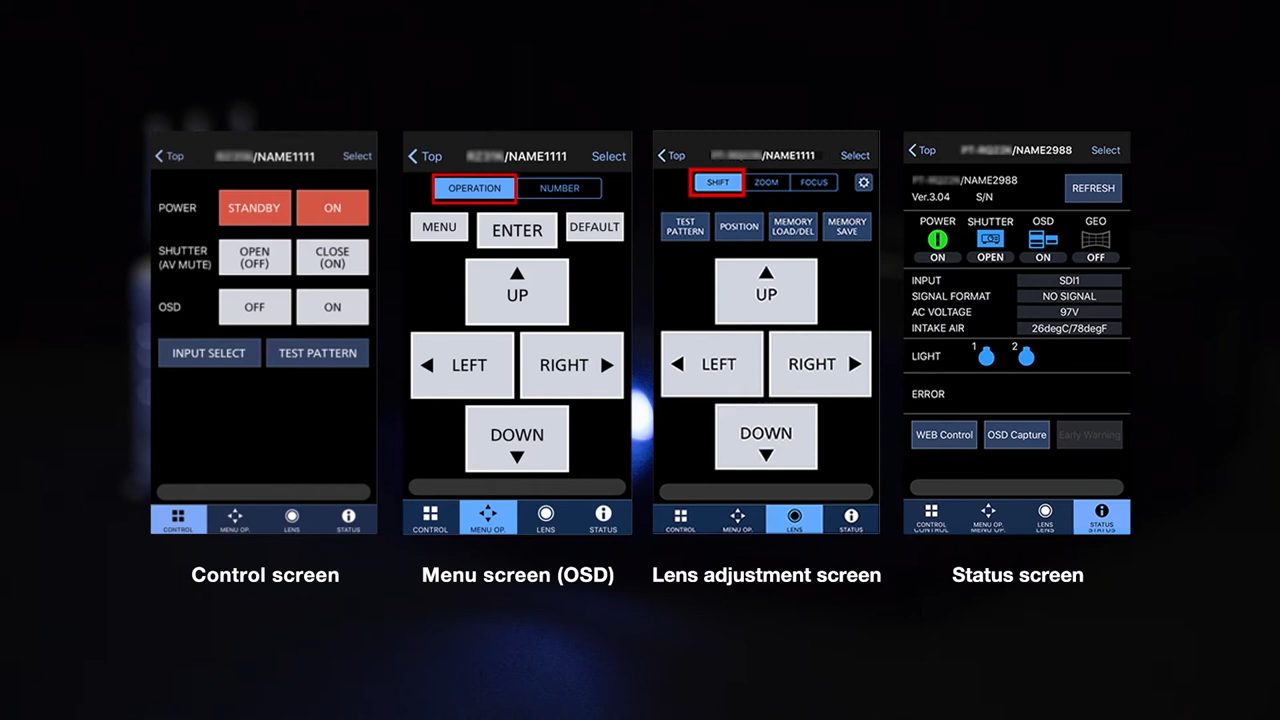 Top /NAME1111 Select
POWER STANDBY ON
SHUTTER (AV MUTE) OPEN (OFF) CLOSE (ON)
OSD OFF ON
INPUT SELECT TEST PATTERN
CONTROL MENU OP. LENS STATUS
Control screen
Top /NAME1111 Select
OPERATION NUMBER
MENU ENTER DEFAULT
UP
LEFT RIGHT
DOWN
CONTROL MENU OP. LENS STATUS
Menu screen (OSD)
Top /NAME1111 Select
SHIFT ZOOM FOCUS
TEST PATTERN POSITION MEMORY LOAD/DEL MEMORY SAVE
UP
LEFT RIGHT
DOWN
CONTROL MENU OP. LENS STATUS
Lens adjustment screen
Top /NAME2988 Select
/NAME2988
Ver.3.04 S/N REFRESH
POWER SHUTTER OSD GEO
ON OPEN ON OFF
INPUT SDI1
SIGNAL FORMAT NO SIGNAL
AC VOLTAGE 97V
INTAKE AIR 26degC/78degF
LIGHT 1 2
ERROR
WEB Control OSD Capture Early Warning
CONTROL MENU OP. LENS STATUS
Status screen